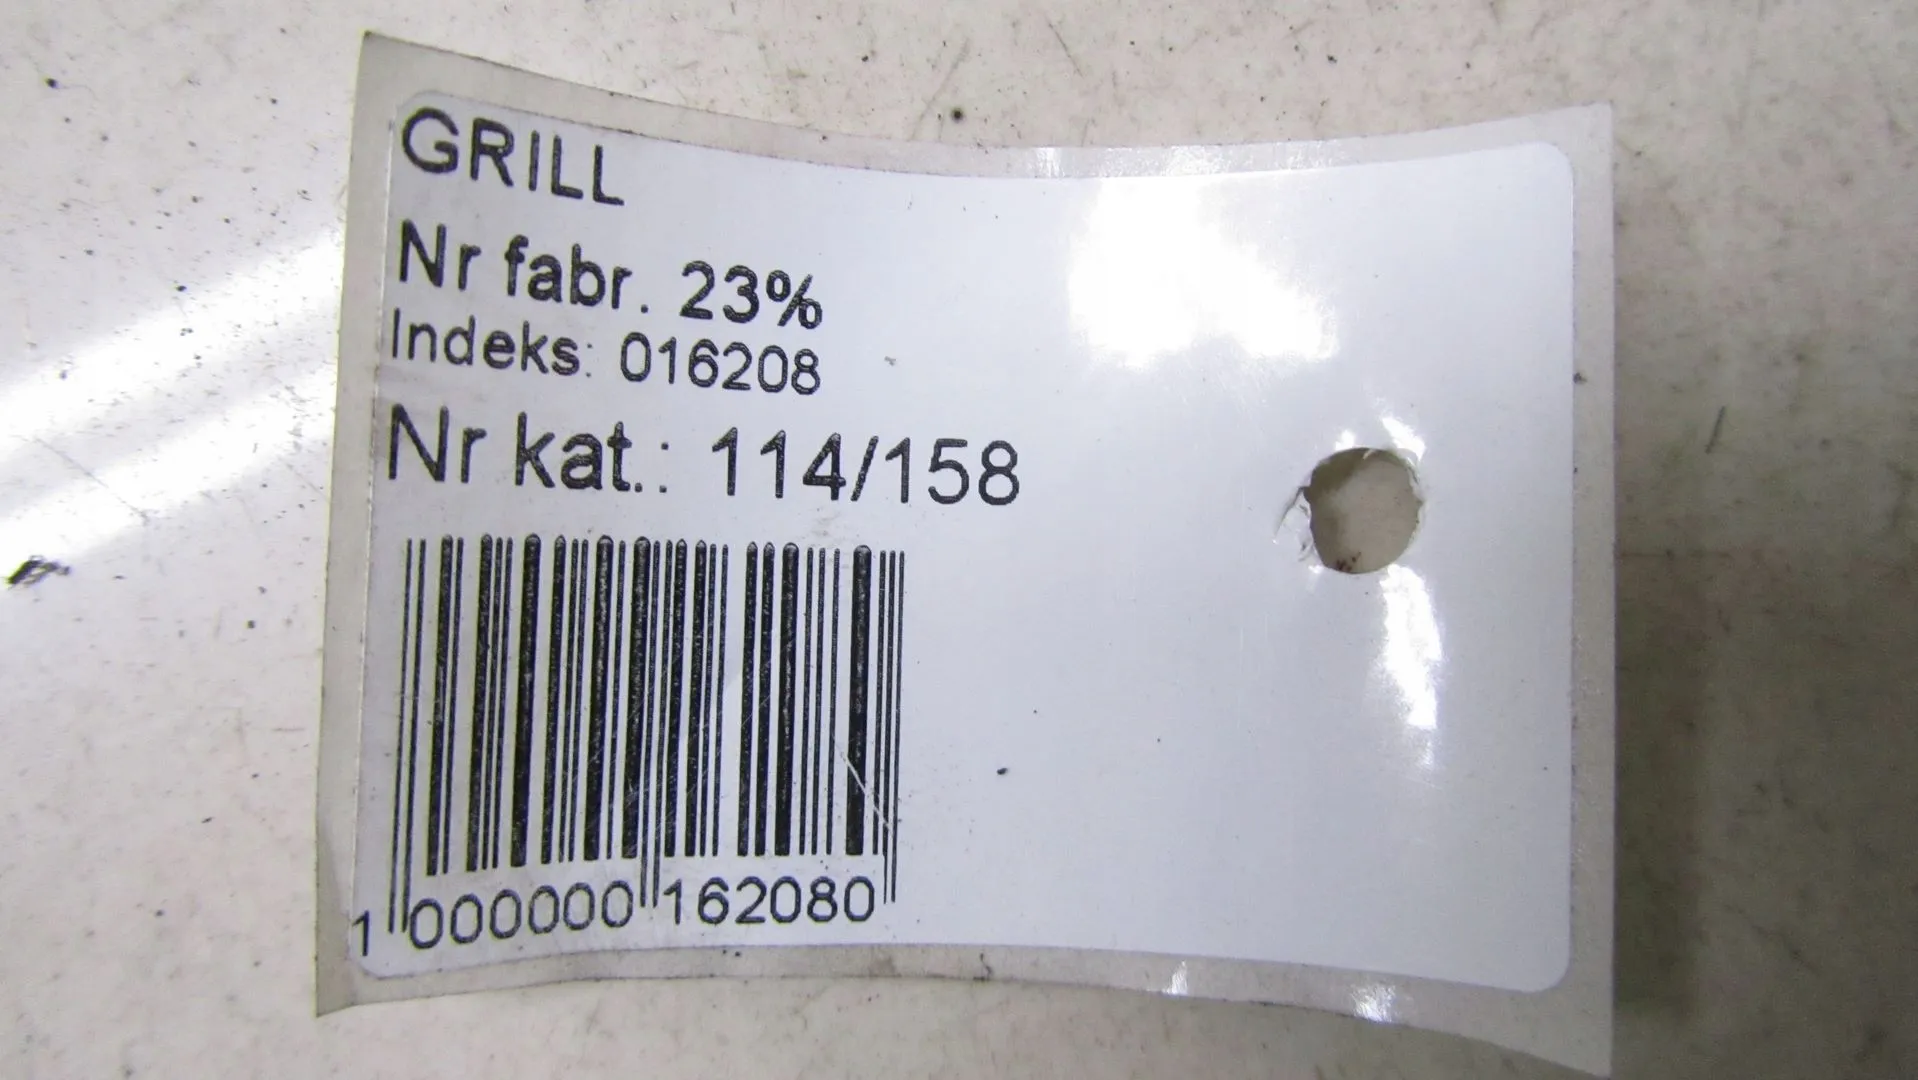 GRILL
Nr fabr. 23%
Indeks: 016208
Nr kat.: 114/158
1 000000 162080